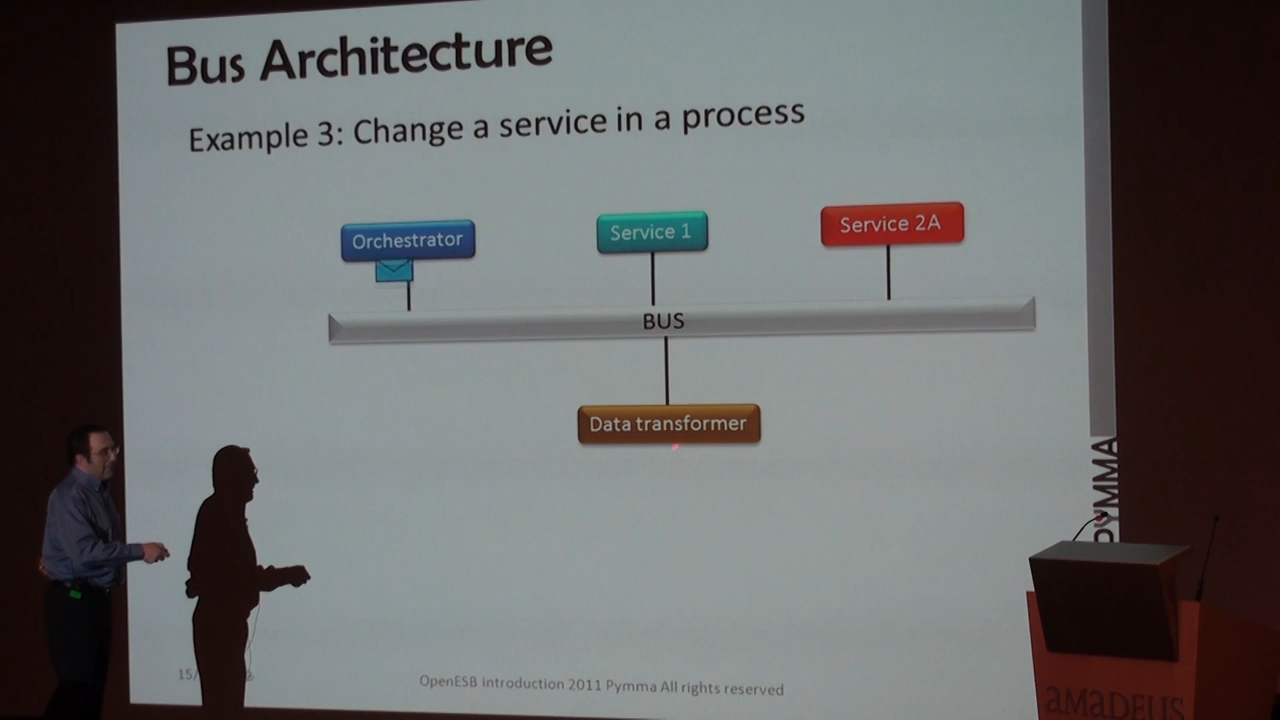 Bus Architecture
Example 3: Change a service in a process
Orchestrator
Service 1
Service 2A
BUS
Data transformer
PYMMA
15/
OpenESB introduction 2011 Pymma All rights reserved
amadeus